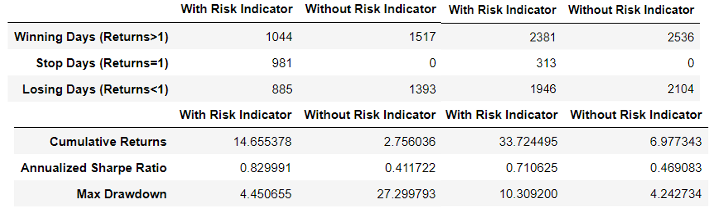 With Risk Indicator Without Risk Indicator With Risk Indicator Without Risk Indicator
Winning Days (Returns>1) 1044 1517 2381 2536
Stop Days (Returns=1) 981 0 313 0
Losing Days (Returns<1) 885 1393 1946 2104
With Risk Indicator Without Risk Indicator With Risk Indicator Without Risk Indicator
Cumulative Returns 14.655378 2.756036 33.724495 6.977343
Annualized Sharpe Ratio 0.829991 0.411722 0.710625 0.469083
Max Drawdown 4.450655 27.299793 10.309200 4.242734